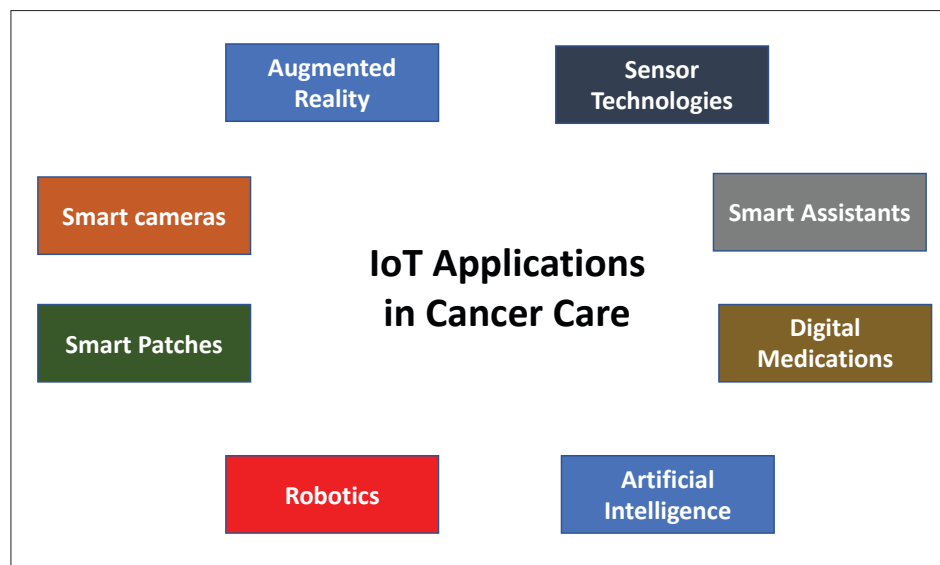 Augmented
Reality
Sensor
Technologies
Smart cameras
Smart Assistants
IoT Applications
in Cancer Care
Smart Patches
Digital
Medications
Robotics
Artificial
Intelligence